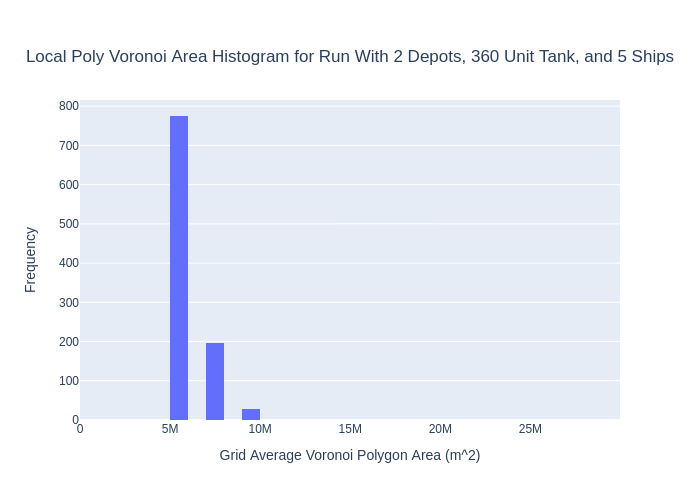 Local Poly Voronoi Area Histogram for Run With 2 Depots, 360 Unit Tank, and 5 Ships
800
700
600
500
400
300
200
100
0
Frequency
0 5M 10M 15M 20M 25M
Grid Average Voronoi Polygon Area (m^2)